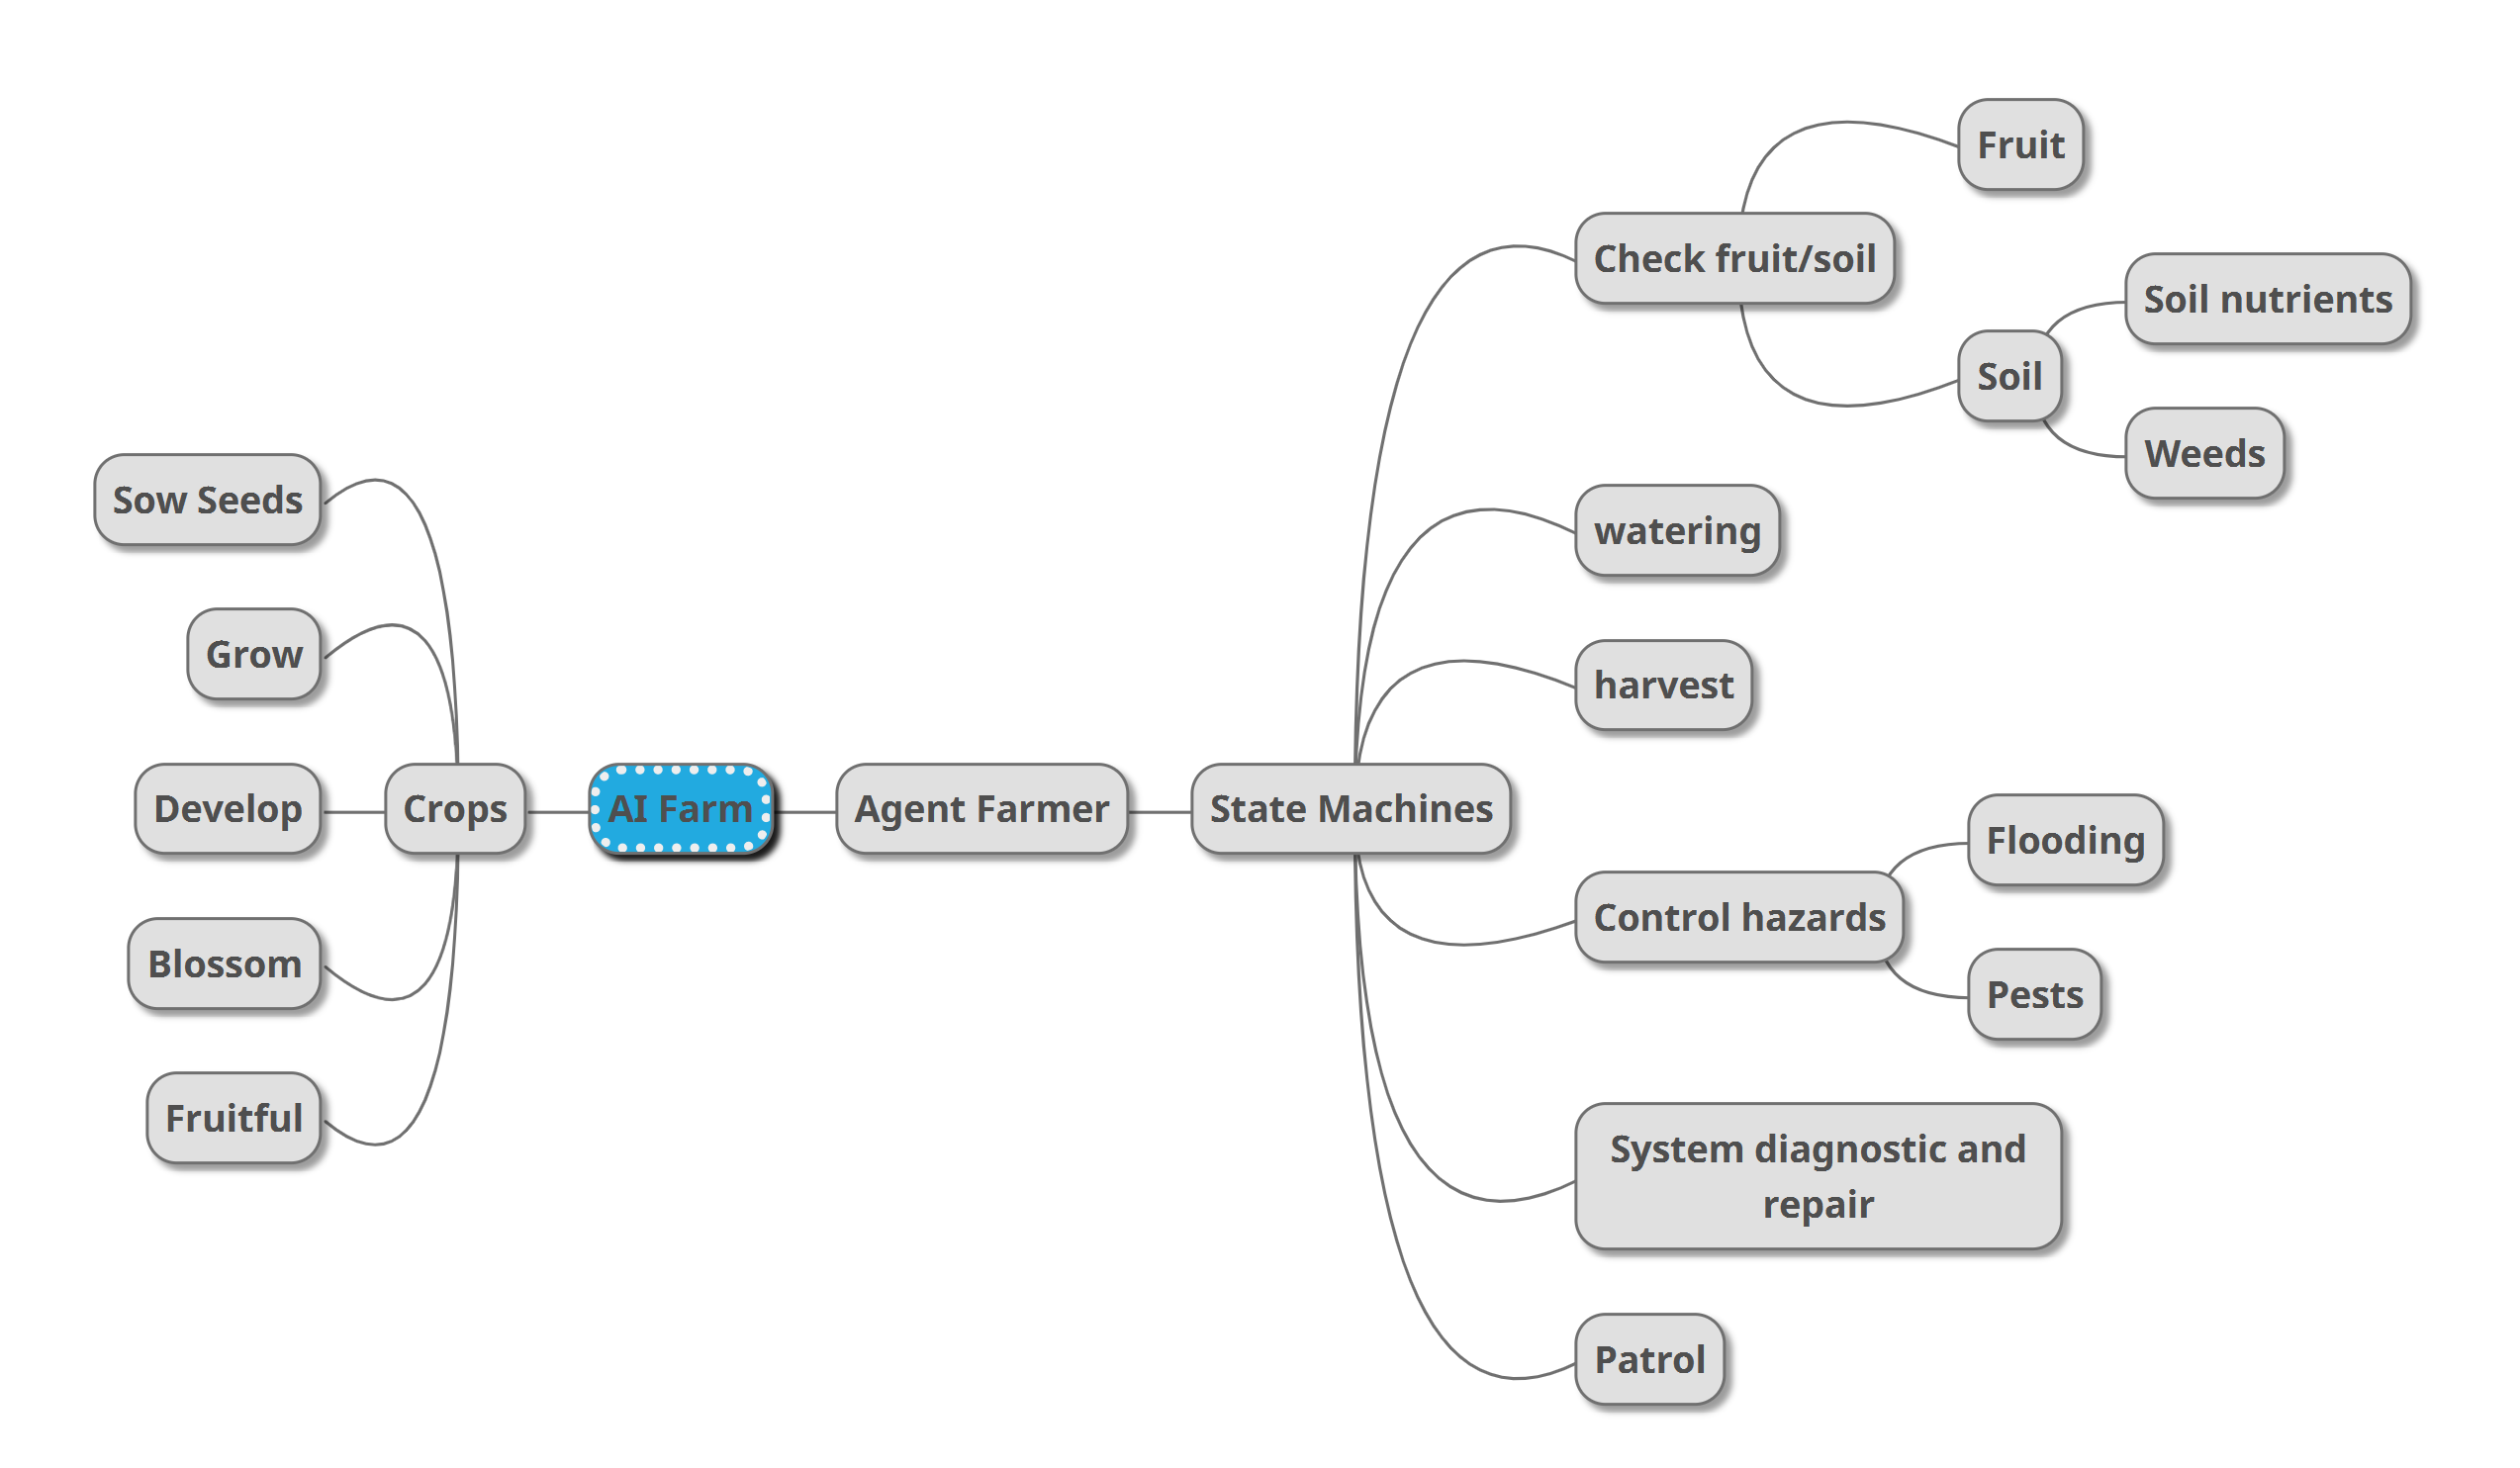 Fruit
Check fruit/soil
Soil nutrients
Soil
Weeds
Sow Seeds
watering
Grow
harvest
Develop
Crops
AI Farm
Agent Farmer
State Machines
Flooding
Control hazards
Blossom
Pests
Fruitful
System diagnostic and
repair
Patrol